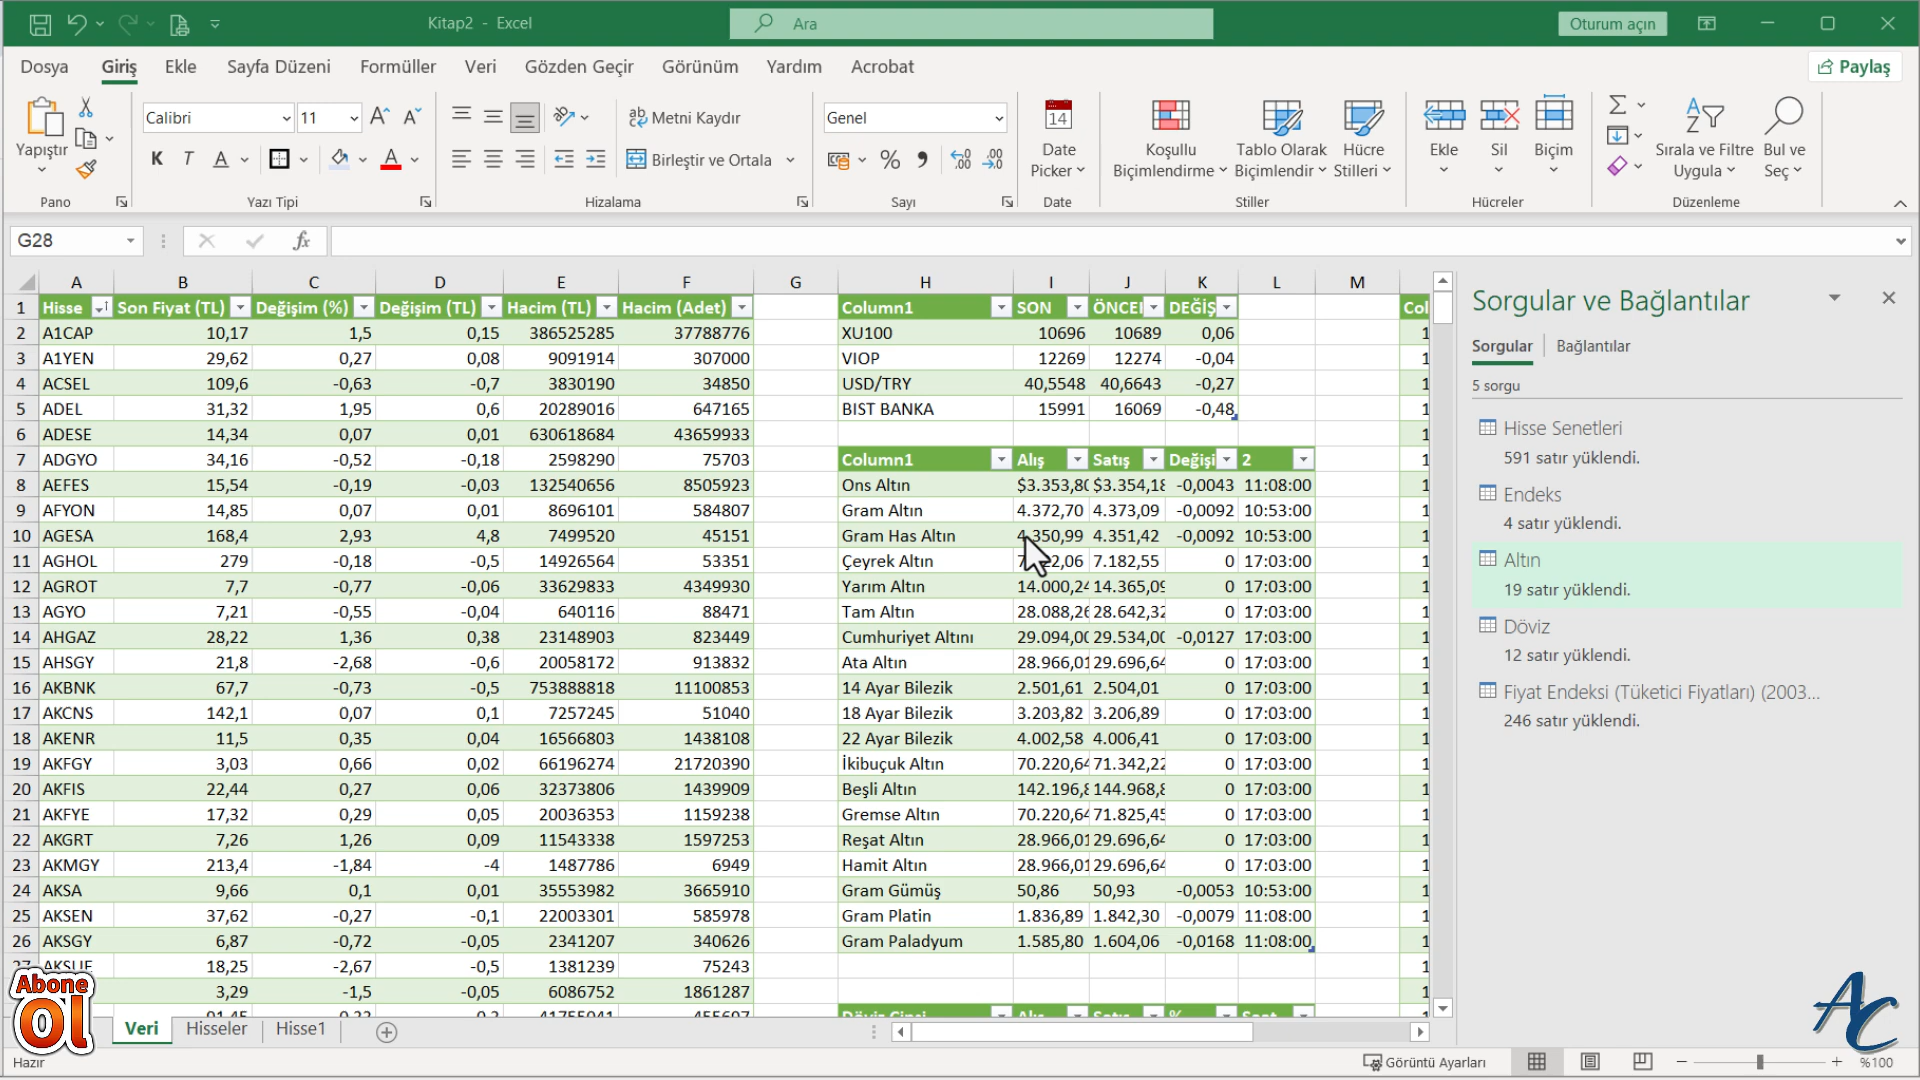 Kitap2 - Excel
Ara
Oturum açın
Dosya Giriş Ekle Sayfa Düzeni Formüller Veri Gözden Geçir Görünüm Yardım Acrobat
Paylaş
Yapıştır
Calibri 11
K T A A
Metni Kaydır
Birleştir ve Ortala
Genel
Date Picker
Koşullu Biçimlendirme
Tablo Olarak Biçimlendir
Hücre Stilleri
Ekle Sil Biçim
Sırala ve Filtre Uygula
Bul ve Seç
Pano Yazı Tipi Hizalama Sayı Date Stiller Hücreler Düzenleme
G28
fx
A B C D E F G H I J K L M
1 Hisse Son Fiyat (TL) Değişim (%) Değişim (TL) Hacim (TL) Hacim (Adet) Column1 SON DEĞİŞ Col
2 A1CAP 10,17 1,5 0,15 386525285 37788776 XU100 10696 10689 0,06 1
3 A1YEN 29,62 0,27 0,08 9091914 307000 VIOP 12269 12274 -0,04 1
4 ACSEL 109,6 -0,63 -0,7 3830190 34850 USD/TRY 40,5548 40,6643 -0,27 1
5 ADEL 31,32 1,95 0,6 20289016 647165 BIST BANKA 15991 16069 -0,48 1
6 ADESE 14,34 0,07 0,01 630618684 43659933 1
7 ADGYO 34,16 -0,52 -0,18 2598290 75703 Column1 Alış Satış Değişi 2 1
8 AEFES 15,54 -0,19 -0,03 132540656 8505923 Ons Altın $3.353,80 $3.354,18 -0,0043 11:08:00 1
9 AFYON 14,85 0,07 0,01 8696101 584807 Gram Altın 4.372,70 4.373,09 -0,0092 10:53:00 1
10 AGESA 168,4 2,93 4,8 7499520 45151 Gram Has Altın 4.350,99 4.351,42 -0,0092 10:53:00 1
11 AGHOL 279 -0,18 -0,5 14926564 53351 Çeyrek Altın 7.182,55 0 17:03:00 1
12 AGROT 7,7 -0,77 -0,06 33629833 4349930 Yarım Altın 14.000,24 14.365,09 0 17:03:00 1
13 AGYO 7,21 -0,55 -0,04 640116 88471 Tam Altın 28.088,26 28.642,32 0 17:03:00 1
14 AHGAZ 28,22 1,36 0,38 23148903 823449 Cumhuriyet Altını 29.094,00 29.534,00 -0,0127 17:03:00 1
15 AHSGY 21,8 -2,68 -0,6 20058172 913832 Ata Altın 28.966,01 29.696,64 0 17:03:00 1
16 AKBNK 67,7 -0,73 -0,5 753888818 11100853 14 Ayar Bilezik 2.501,61 2.504,01 0 17:03:00 1
17 AKCNS 142,1 0,07 0,1 7257245 51040 18 Ayar Bilezik 3.203,82 3.206,89 0 17:03:00 1
18 AKENR 11,5 0,35 0,04 16566803 1438108 22 Ayar Bilezik 4.002,58 4.006,41 0 17:03:00 1
19 AKFGY 3,03 0,66 0,02 66196274 21720390 İkibuçuk Altın 70.220,64 71.342,22 0 17:03:00 1
20 AKFIS 22,44 0,27 0,06 32373806 1439909 Beşli Altın 142.196,8 144.968,8 0 17:03:00 1
21 AKFYE 17,32 0,29 0,05 20036353 1159238 Gremse Altın 70.220,64 71.825,45 0 17:03:00 1
22 AKGRT 7,26 1,26 0,09 11543338 1597253 Reşat Altın 28.966,01 29.696,64 0 17:03:00 1
23 AKMGY 213,4 -1,84 -4 1487786 6949 Hamit Altın 28.966,01 29.696,64 0 17:03:00 1
24 AKSA 9,66 0,1 0,01 35553982 3665910 Gram Gümüş 50,86 50,93 -0,0053 10:53:00 1
25 AKSEN 37,62 -0,27 -0,1 22003301 585978 Gram Platin 1.836,89 1.842,30 -0,0079 11:08:00 1
26 AKSGY 6,87 -0,72 -0,05 2341207 340626 Gram Paladyum 1.585,80 1.604,06 -0,0168 11:08:00 1
18,25 -2,67 -0,5 1381239 75243 1
3,29 -1,5 -0,05 6086752 1861287 1
Sorgular ve Bağlantılar
Sorgular Bağlantılar
5 sorgu
Hisse Senetleri
591 satır yüklendi.
Endeks
4 satır yüklendi.
Altın
19 satır yüklendi.
Döviz
12 satır yüklendi.
Fiyat Endeksi (Tüketici Fiyatları) (2003...
246 satır yüklendi.
Abone
Ol
AC
Veri Hisseler Hisse1
Hazır
Görüntü Ayarları
%100